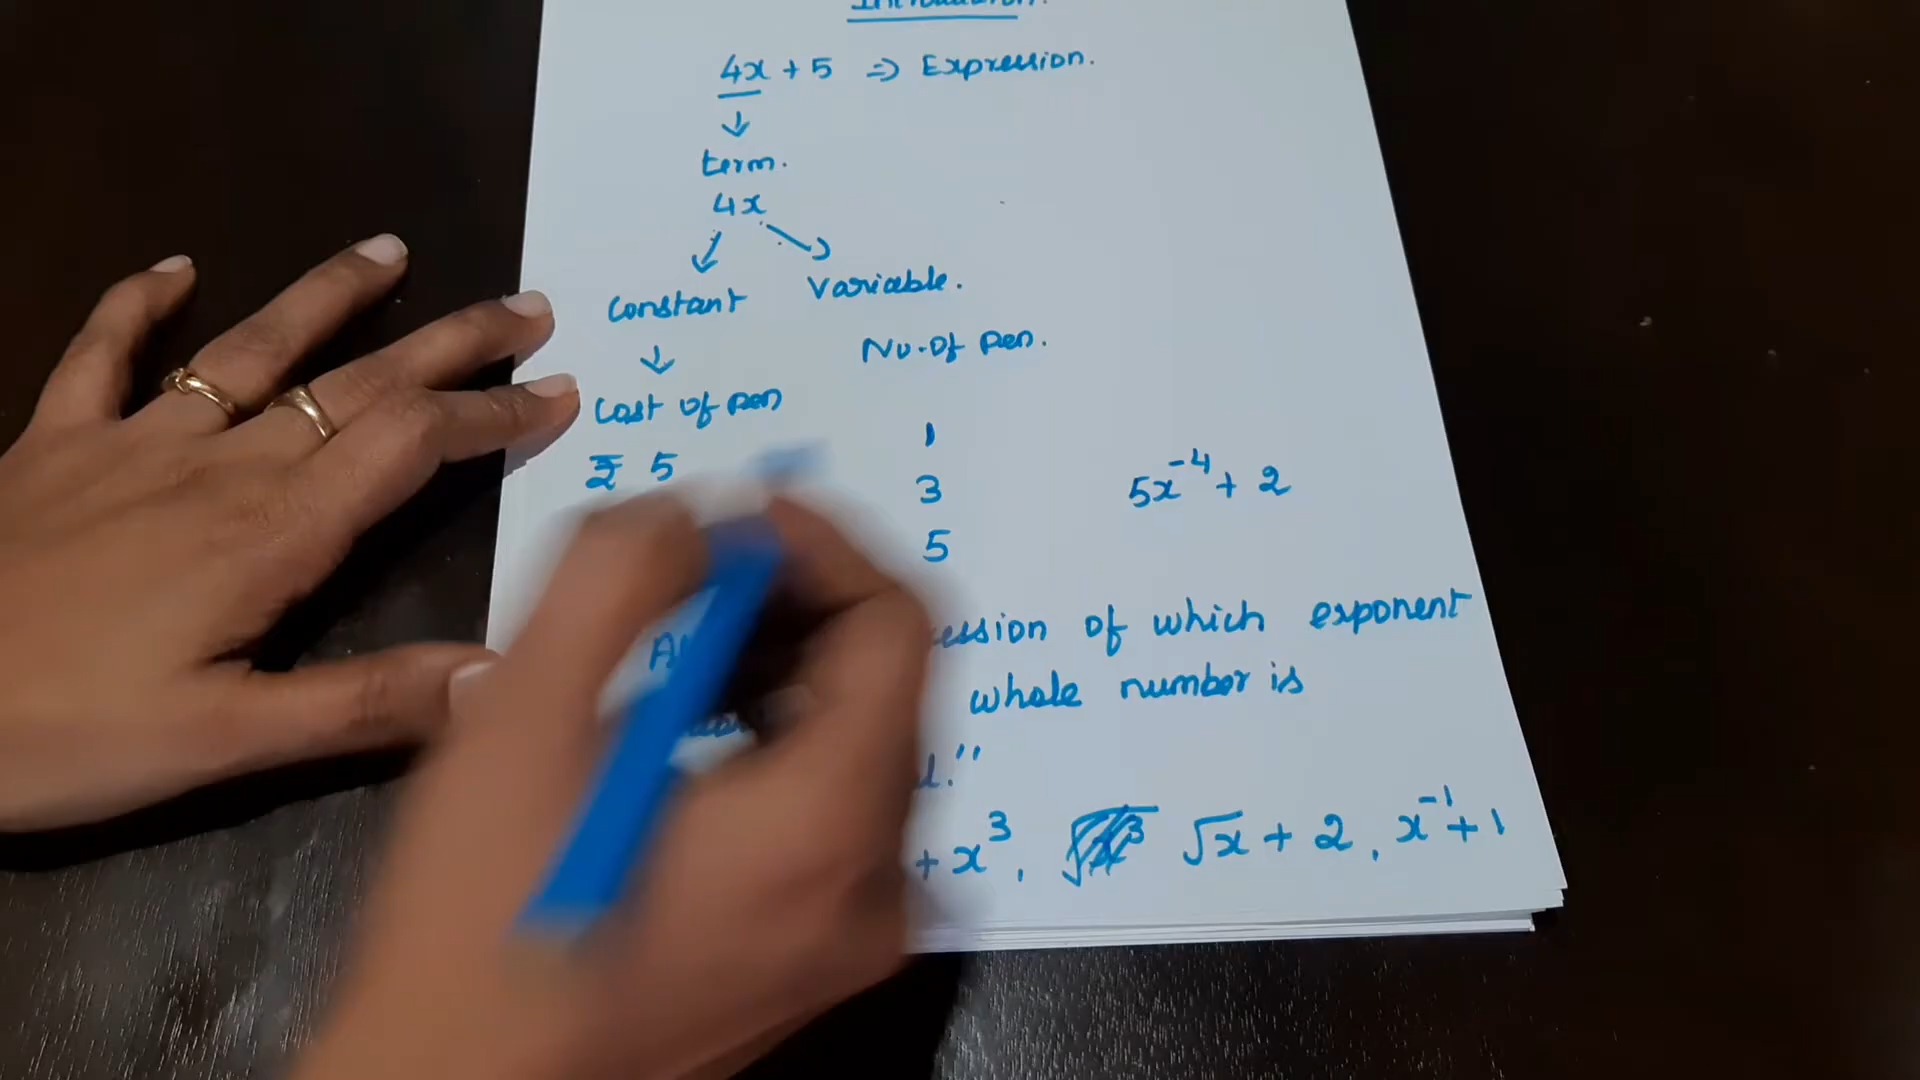 4x + 5 => Expression.
term.
4x
Constant Variable.
No. of pen.
Cost of pen
1
₹ 5
3
5x⁻⁴ + 2
5
of which exponent
whole number is
+ x³, √x + 2, x⁻¹ + 1